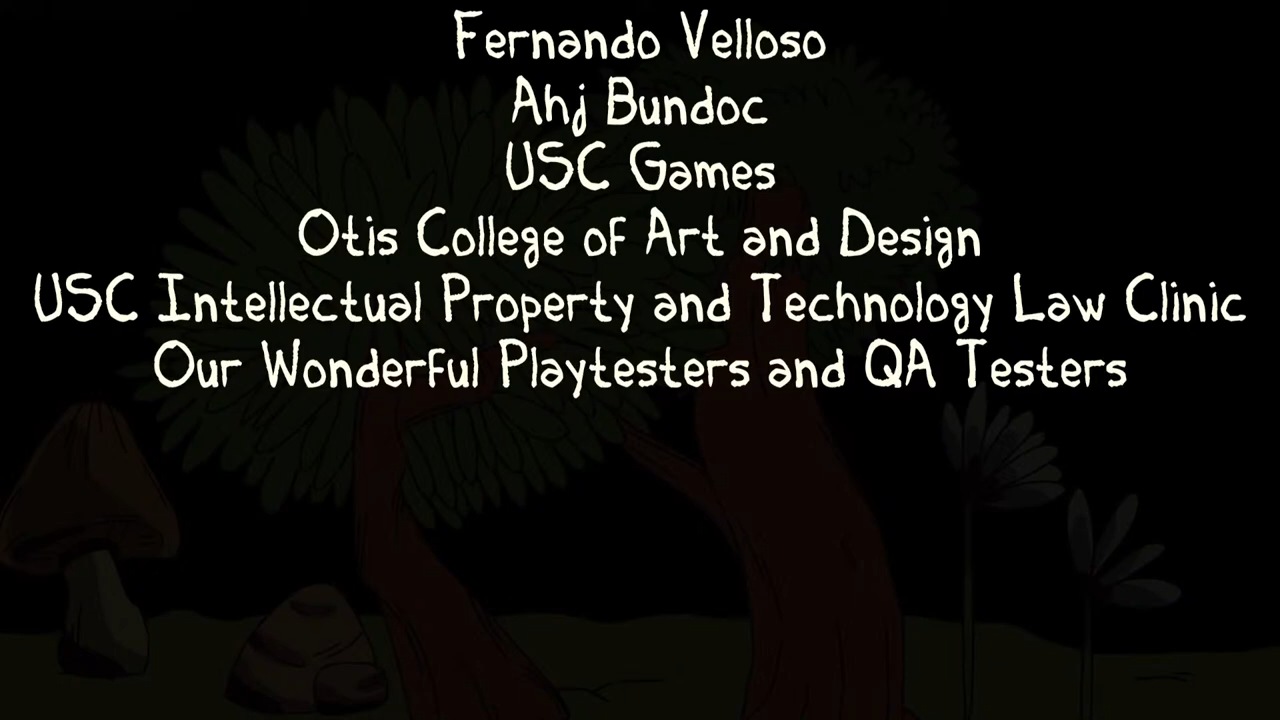 Fernando Velloso
Ahj Bundoc
USC Games
Otis College of Art and Design
USC Intellectual Property and Technology Law Clinic
Our Wonderful Playtesters and QA Testers